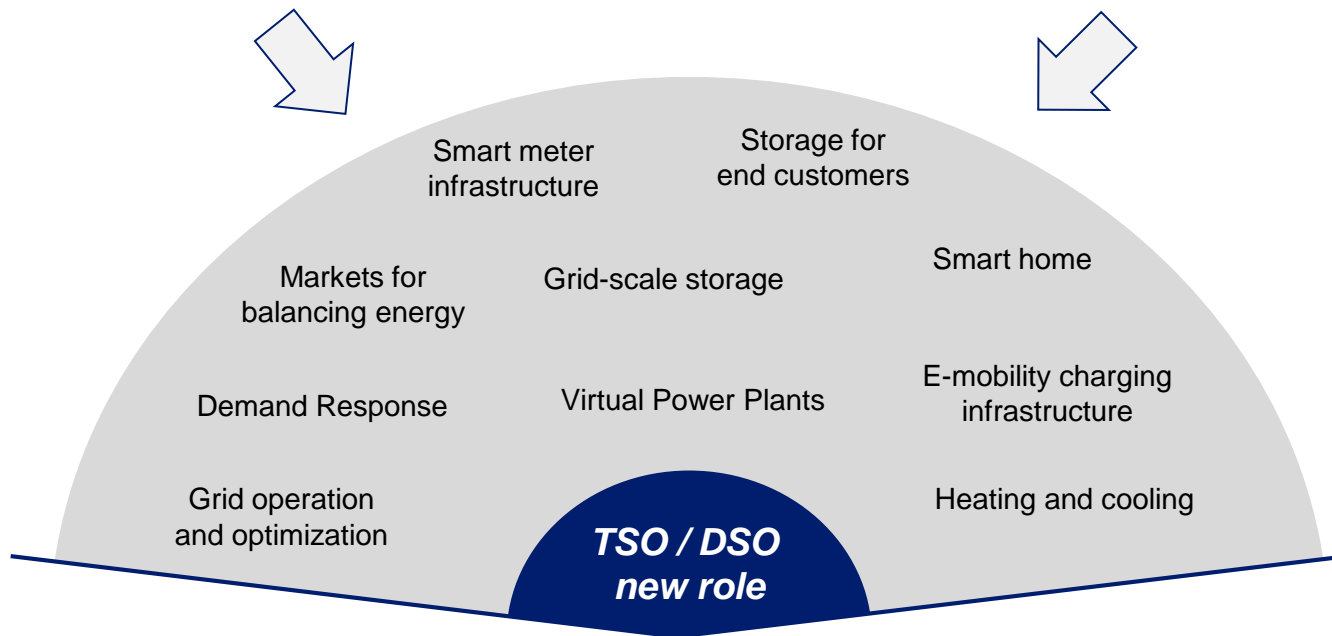 Smart meter
infrastructure
Storage for
end customers
Markets for
balancing energy
Grid-scale storage
Smart home
Demand Response
Virtual Power Plants
E-mobility charging
infrastructure
Grid operation
and optimization
TSO / DSO
new role
Heating and cooling